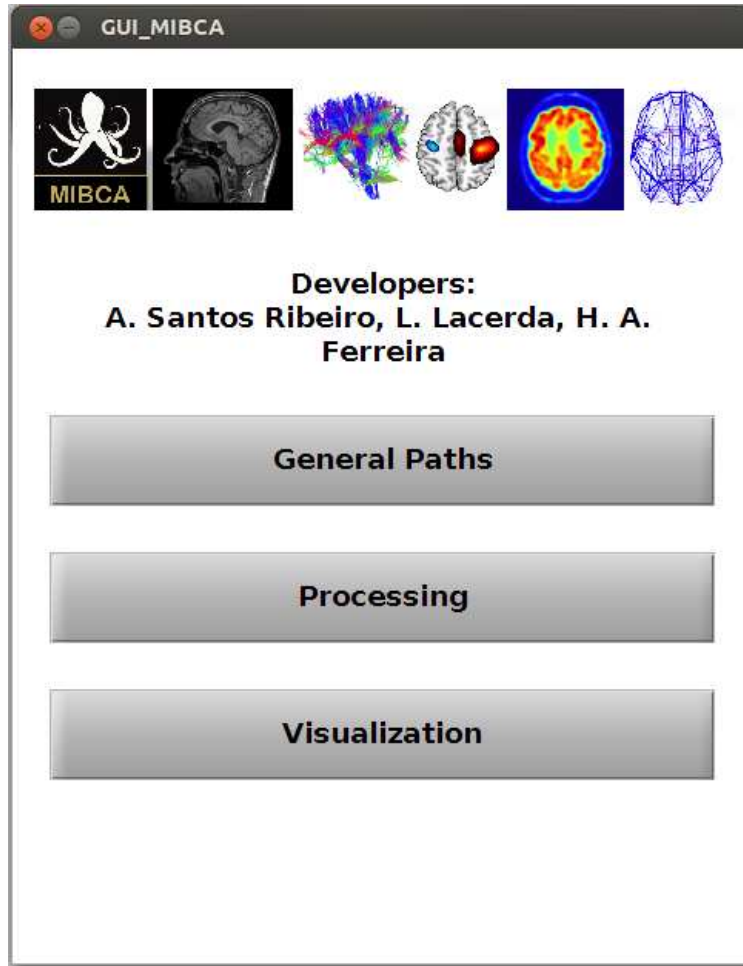 GUI_MIBCA
MIBCA
Developers:
A. Santos Ribeiro, L. Lacerda, H. A.
Ferreira
General Paths
Processing
Visualization